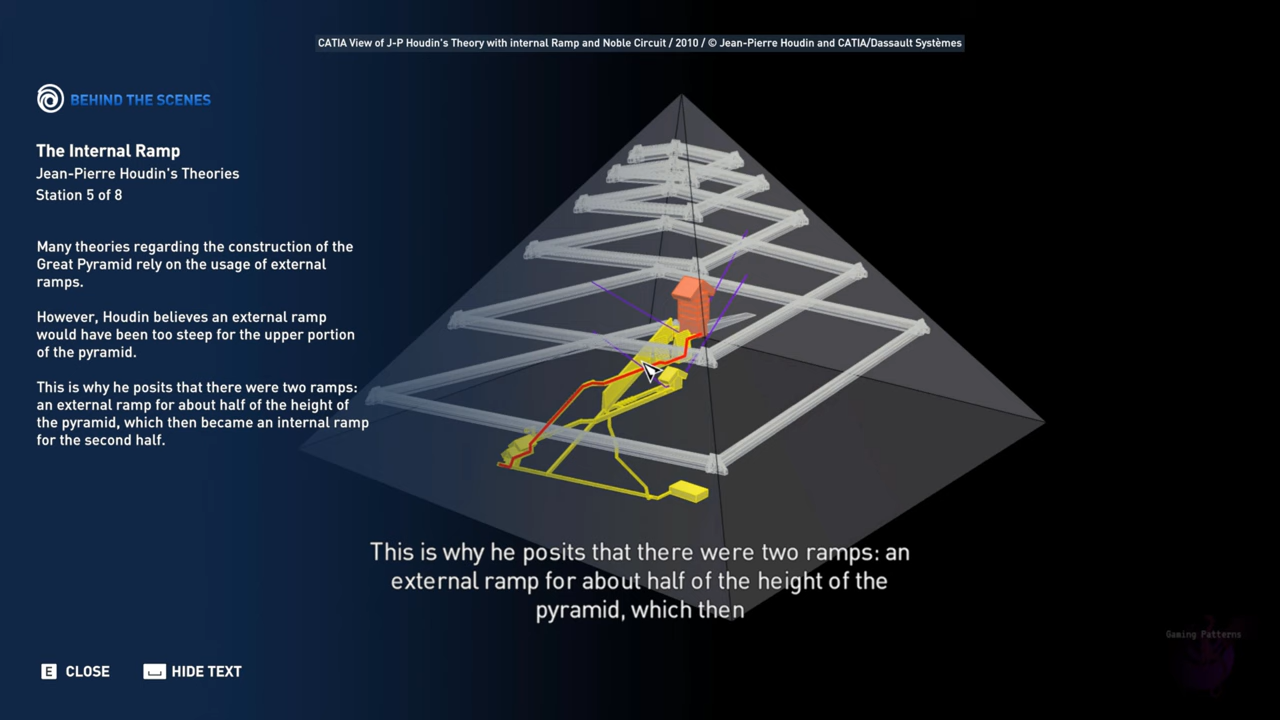 CATIA View of J-P Houdin's Theory with internal Ramp and Noble Circuit / 2010 / © Jean-Pierre Houdin and CATIA/Dassault Systèmes
BEHIND THE SCENES
The Internal Ramp
Jean-Pierre Houdin's Theories
Station 5 of 8
Many theories regarding the construction of the
Great Pyramid rely on the usage of external
ramps.
However, Houdin believes an external ramp
would have been too steep for the upper portion
of the pyramid.
This is why he posits that there were two ramps:
an external ramp for about half of the height of
the pyramid, which then became an internal ramp
for the second half.
This is why he posits that there were two ramps: an
external ramp for about half of the height of the
pyramid, which then
Gaming Patterns
E CLOSE
HIDE TEXT